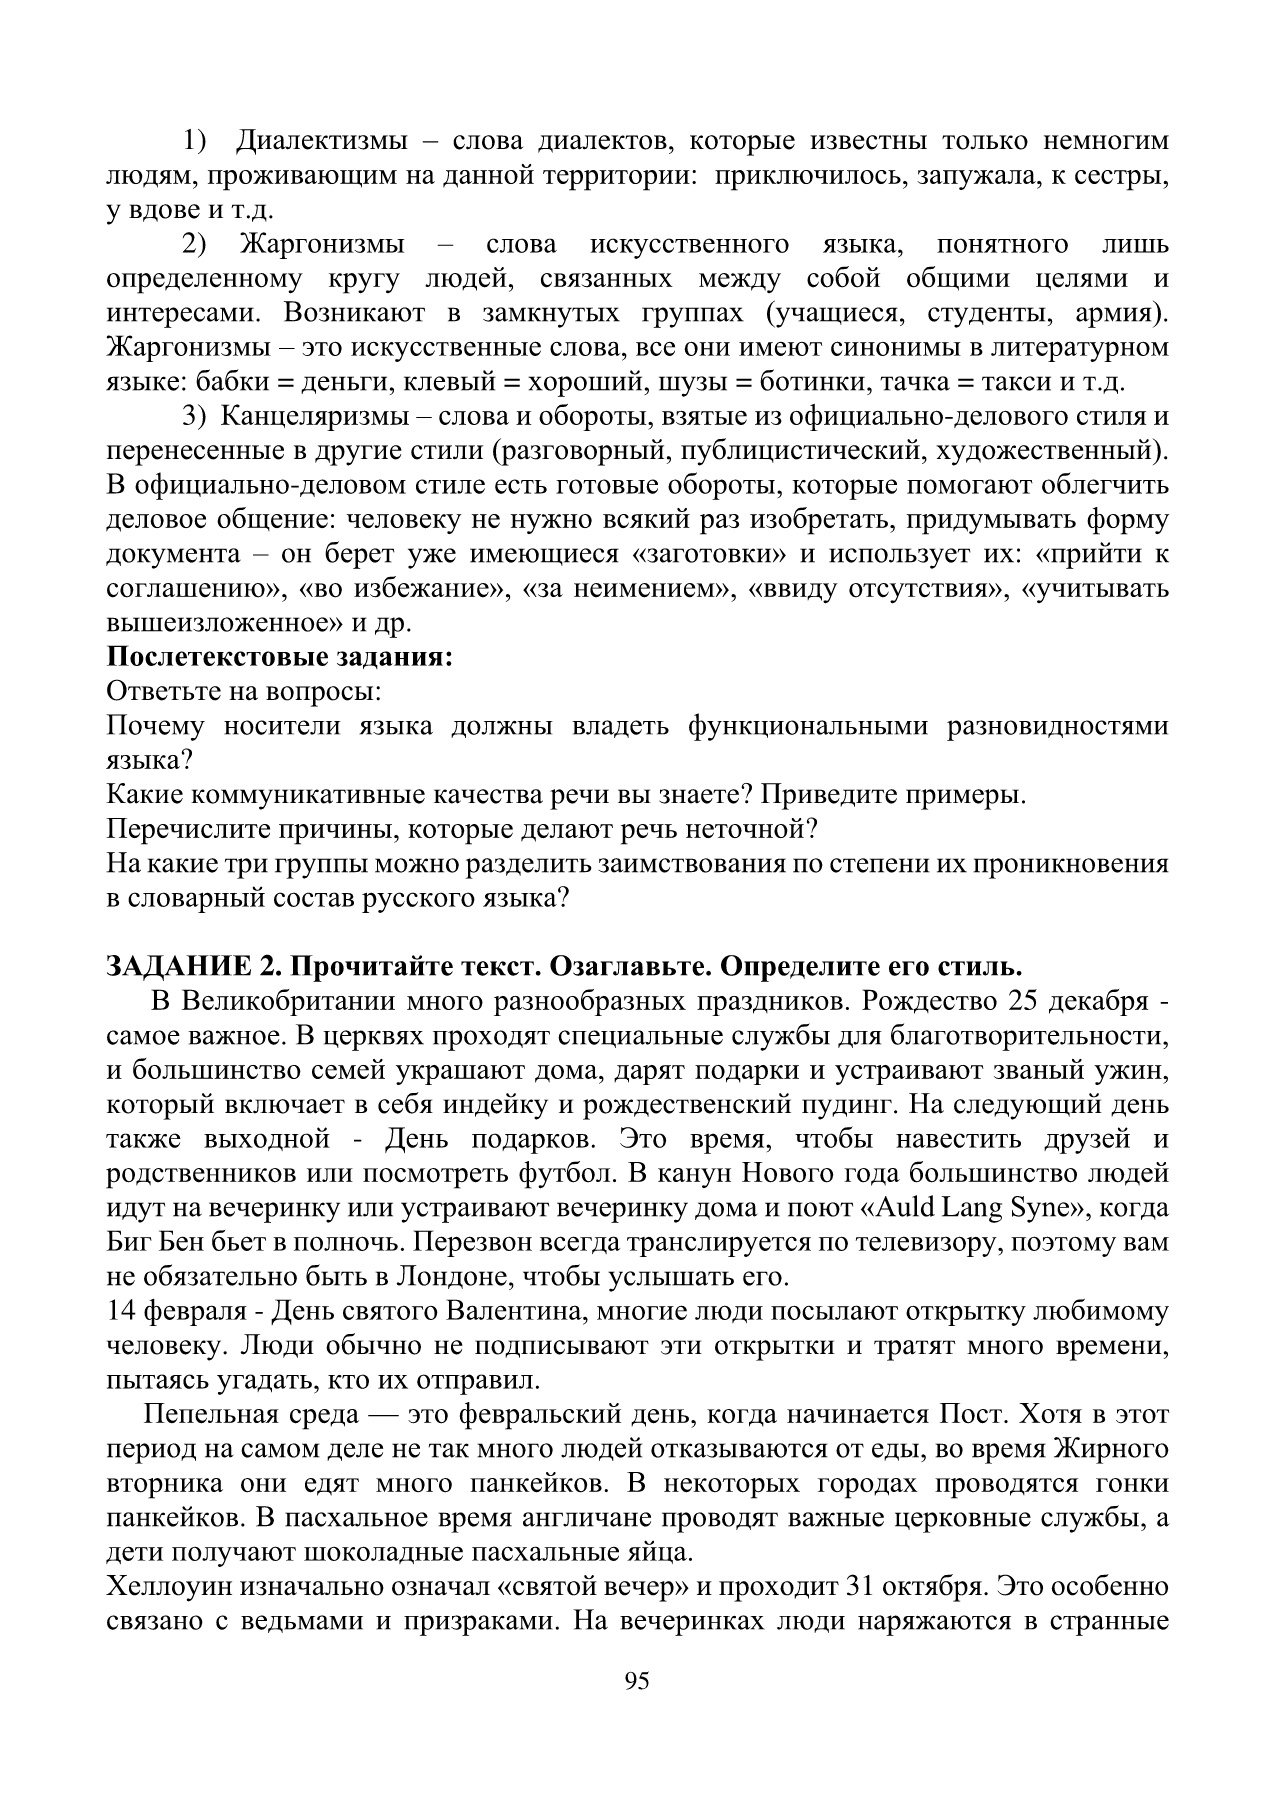 1) Диалектизмы – слова диалектов, которые известны только немногим
людям, проживающим на данной территории: приключилось, запужала, к сестры,
у вдове и т.д.
2) Жаргонизмы – слова искусственного языка, понятного лишь
определенному кругу людей, связанных между собой общими целями и
интересами. Возникают в замкнутых группах (учащиеся, студенты, армия).
Жаргонизмы – это искусственные слова, все они имеют синонимы в литературном
языке: бабки = деньги, клевый = хороший, шузы = ботинки, тачка = такси и т.д.
3) Канцеляризмы – слова и обороты, взятые из официально-делового стиля и
перенесенные в другие стили (разговорный, публицистический, художественный).
В официально-деловом стиле есть готовые обороты, которые помогают облегчить
деловое общение: человеку не нужно всякий раз изобретать, придумывать форму
документа – он берет уже имеющиеся «заготовки» и использует их: «прийти к
соглашению», «во избежание», «за неимением», «ввиду отсутствия», «учитывать
вышеизложенное» и др.
Послетекстовые задания:
Ответьте на вопросы:
Почему носители языка должны владеть функциональными разновидностями
языка?
Какие коммуникативные качества речи вы знаете? Приведите примеры.
Перечислите причины, которые делают речь неточной?
На какие три группы можно разделить заимствования по степени их проникновения
в словарный состав русского языка?
ЗАДАНИЕ 2. Прочитайте текст. Озаглавьте. Определите его стиль.
В Великобритании много разнообразных праздников. Рождество 25 декабря -
самое важное. В церквях проходят специальные службы для благотворительности,
и большинство семей украшают дома, дарят подарки и устраивают званый ужин,
который включает в себя индейку и рождественский пудинг. На следующий день
также выходной - День подарков. Это время, чтобы навестить друзей и
родственников или посмотреть футбол. В канун Нового года большинство людей
идут на вечеринку или устраивают вечеринку дома и поют «Auld Lang Syne», когда
Биг Бен бьет в полночь. Перезвон всегда транслируется по телевизору, поэтому вам
не обязательно быть в Лондоне, чтобы услышать его.
14 февраля - День святого Валентина, многие люди посылают открытку любимому
человеку. Люди обычно не подписывают эти открытки и тратят много времени,
пытаясь угадать, кто их отправил.
Пепельная среда — это февральский день, когда начинается Пост. Хотя в этот
период на самом деле не так много людей отказываются от еды, во время Жирного
вторника они едят много панкейков. В некоторых городах проводятся гонки
панкейков. В пасхальное время англичане проводят важные церковные службы, а
дети получают шоколадные пасхальные яйца.
Хеллоуин изначально означал «святой вечер» и проходит 31 октября. Это особенно
связано с ведьмами и призраками. На вечеринках люди наряжаются в странные
95